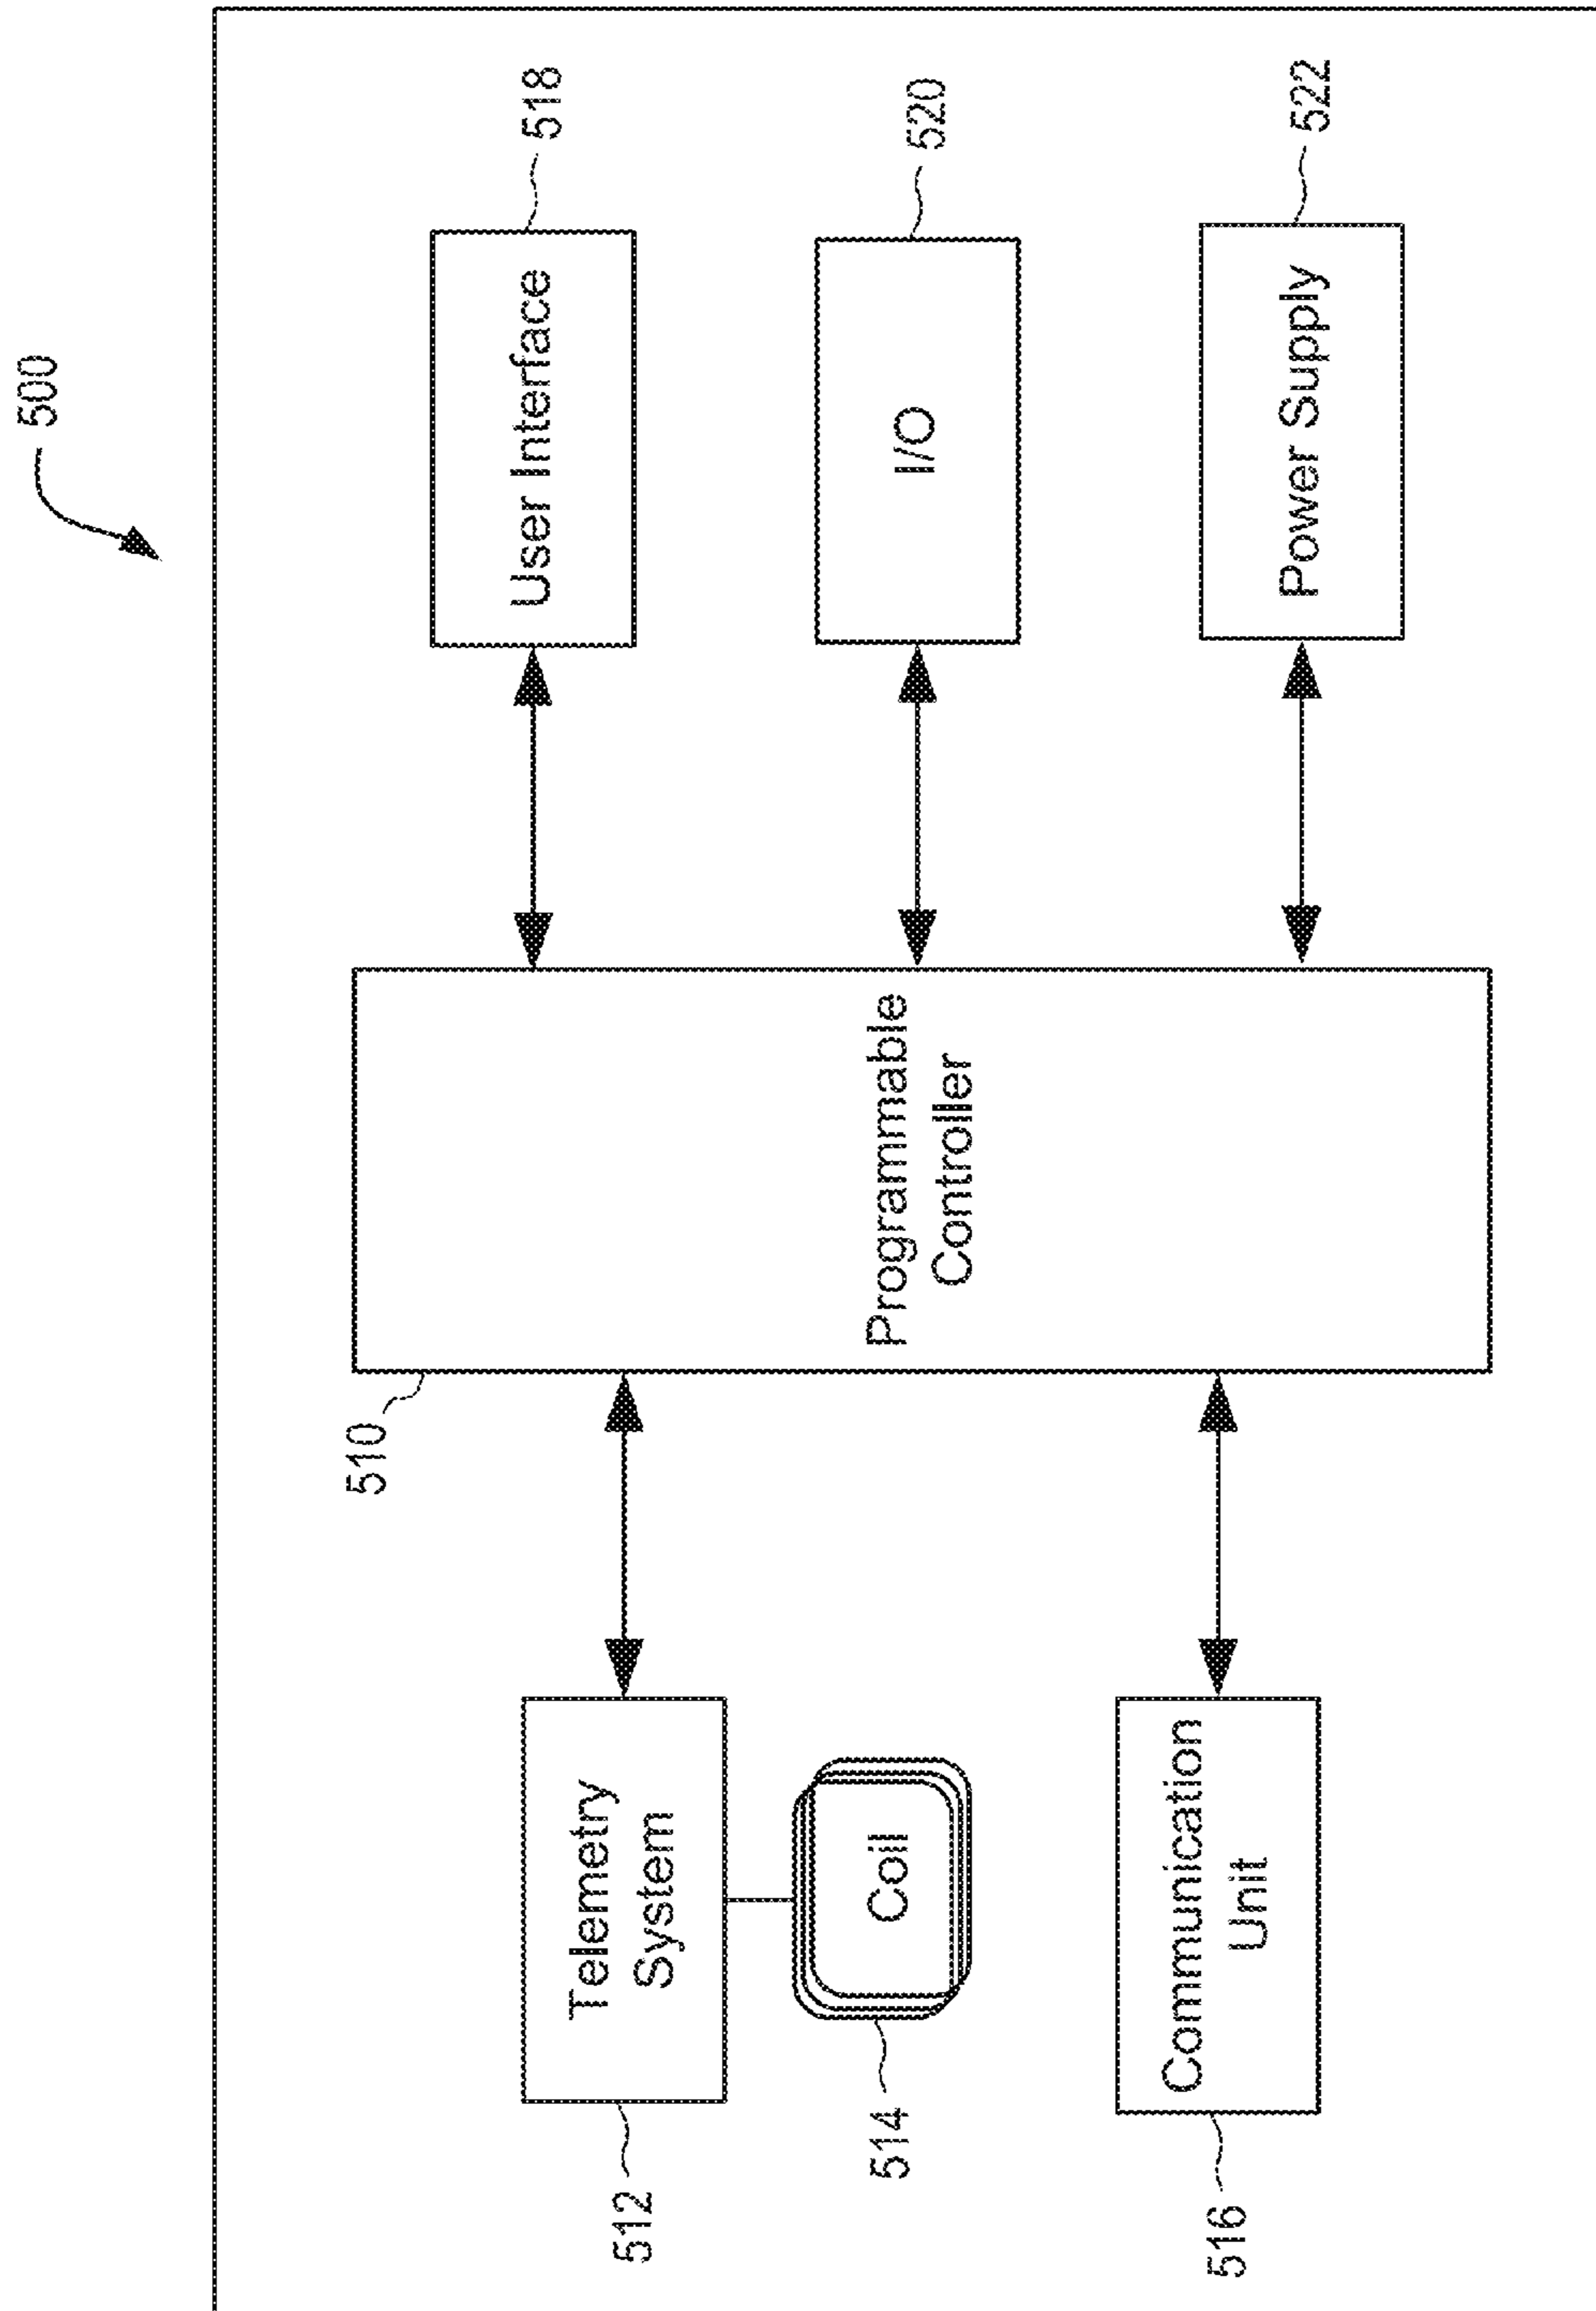 500
510
512
Telemetry
System
514
Coil
516
Communication
Unit
Programmable
Controller
User Interface
518
I/O
520
Power Supply
522